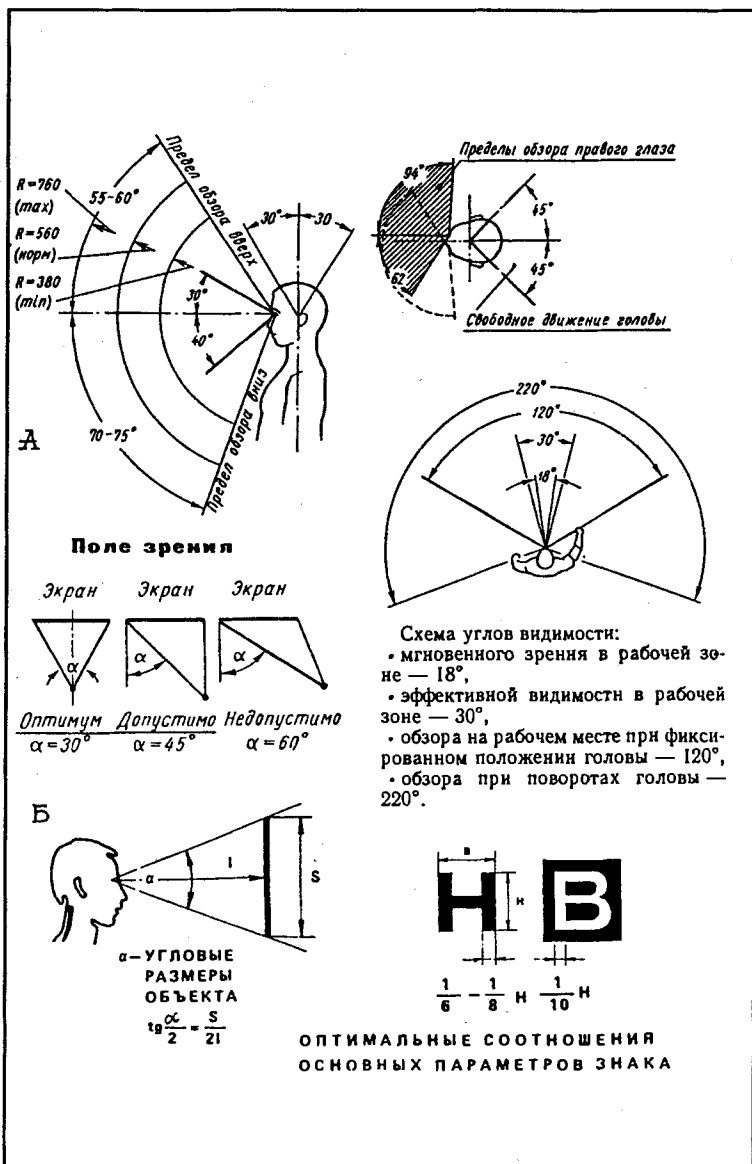 Предел обзора вверх
55-60°
R=760
(max)
R=560
(норм)
R=380
(min)
30°
40°
30°
30
70-75°
Предел обзора вниз
А
Пределы обзора правого глаза
94°
62
45°
45°
Свободное движение головы
220°
120°
30°
18°
Поле зрения
Экран Экран Экран
α α α
Оптимум Допустимо Недопустимо
α=30° α=45° α=60°
Схема углов видимости:
• мгновенного зрения в рабочей зо-
не — 18°,
• эффективной видимости в рабочей
зоне — 30°,
• обзора на рабочем месте при фикси-
рованном положении головы — 120°,
• обзора при поворотах головы —
220°.
Б
α l S
α—УГЛОВЫЕ
РАЗМЕРЫ
ОБЪЕКТА
tg α/2 = S/2l
В
Н
Н В
1/6 - 1/8 Н 1/10 Н
ОПТИМАЛЬНЫЕ СООТНОШЕНИЯ
ОСНОВНЫХ ПАРАМЕТРОВ ЗНАКА